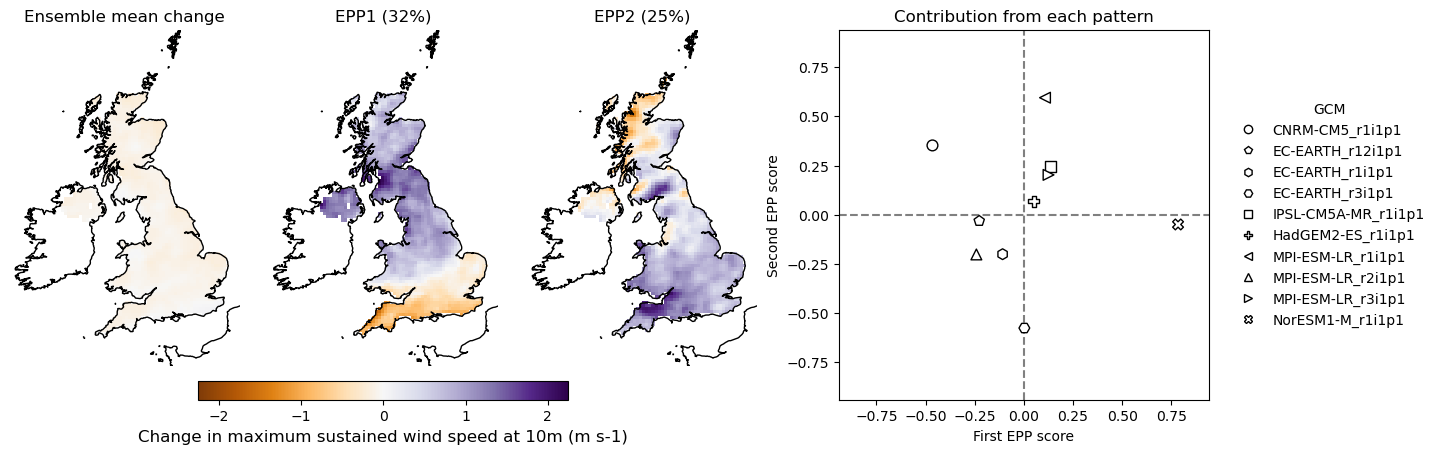 Ensemble mean change
EPP1 (32%)
EPP2 (25%)
Contribution from each pattern
−2
−1
0
1
2
Change in maximum sustained wind speed at 10m (m s-1)
Second EPP score
0.75
0.50
0.25
0.00
−0.25
−0.50
−0.75
−0.75
−0.50
−0.25
0.00
0.25
0.50
0.75
First EPP score
GCM
CNRM-CM5_r1i1p1
EC-EARTH_r12i1p1
EC-EARTH_r1i1p1
EC-EARTH_r3i1p1
IPSL-CM5A-MR_r1i1p1
HadGEM2-ES_r1i1p1
MPI-ESM-LR_r1i1p1
MPI-ESM-LR_r2i1p1
MPI-ESM-LR_r3i1p1
NorESM1-M_r1i1p1